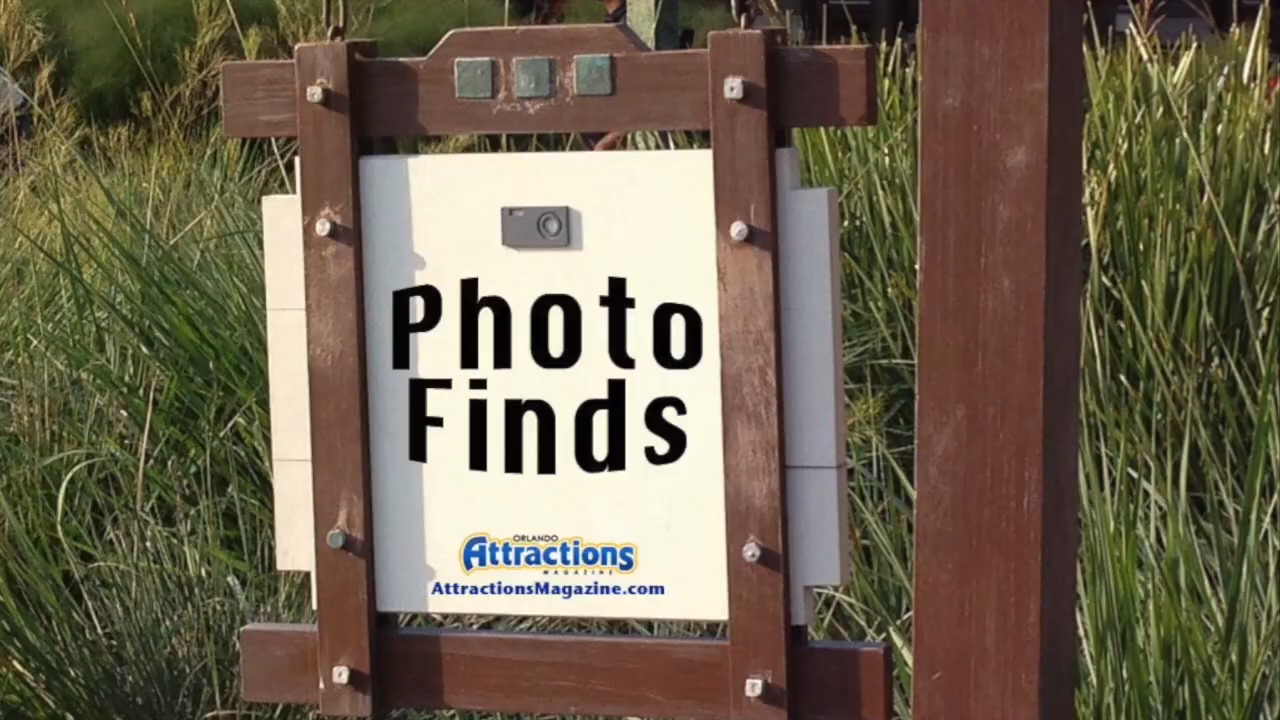 Photo
Finds
ORLANDO
Attractions
MAGAZINE
AttractionsMagazine.com